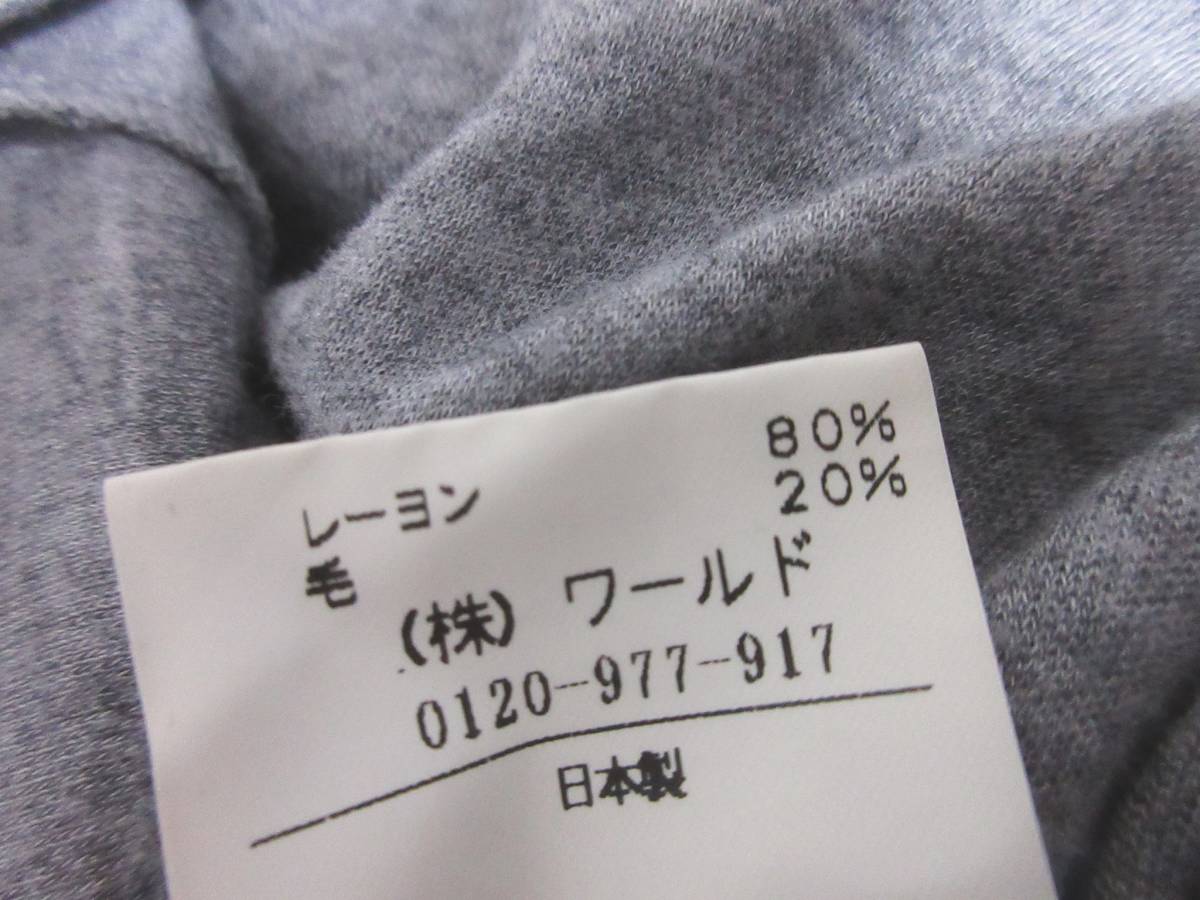 レーヨン 80%
毛 20%
(株) ワールド
0120-977-917
日本製